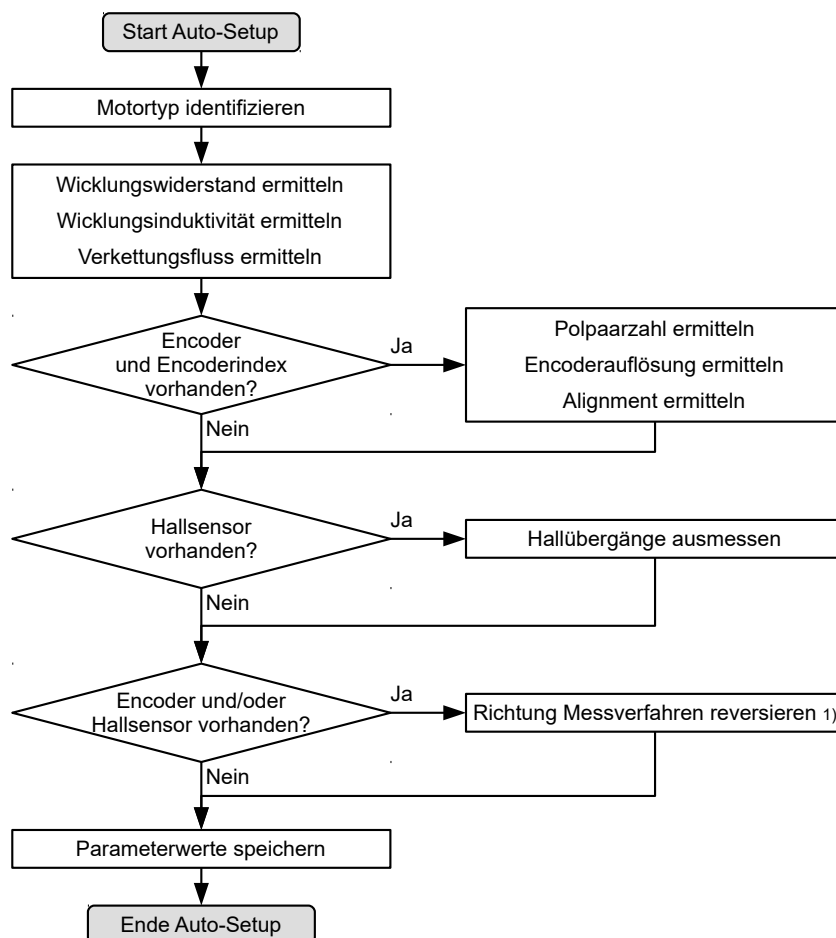 Start Auto-Setup
Motortyp identifizieren
Wicklungswiderstand ermitteln
Wicklungsinduktivität ermitteln
Verkettungsfluss ermitteln
Encoder
und Encoderindex
vorhanden?
Ja
Polpaarzahl ermitteln
Encoderauflösung ermitteln
Alignment ermitteln
Nein
Hallsensor
vorhanden?
Ja
Hallübergänge ausmessen
Nein
Encoder und/oder
Hallsensor vorhanden?
Ja
Richtung Messverfahren reversieren 1)
Nein
Parameterwerte speichern
Ende Auto-Setup